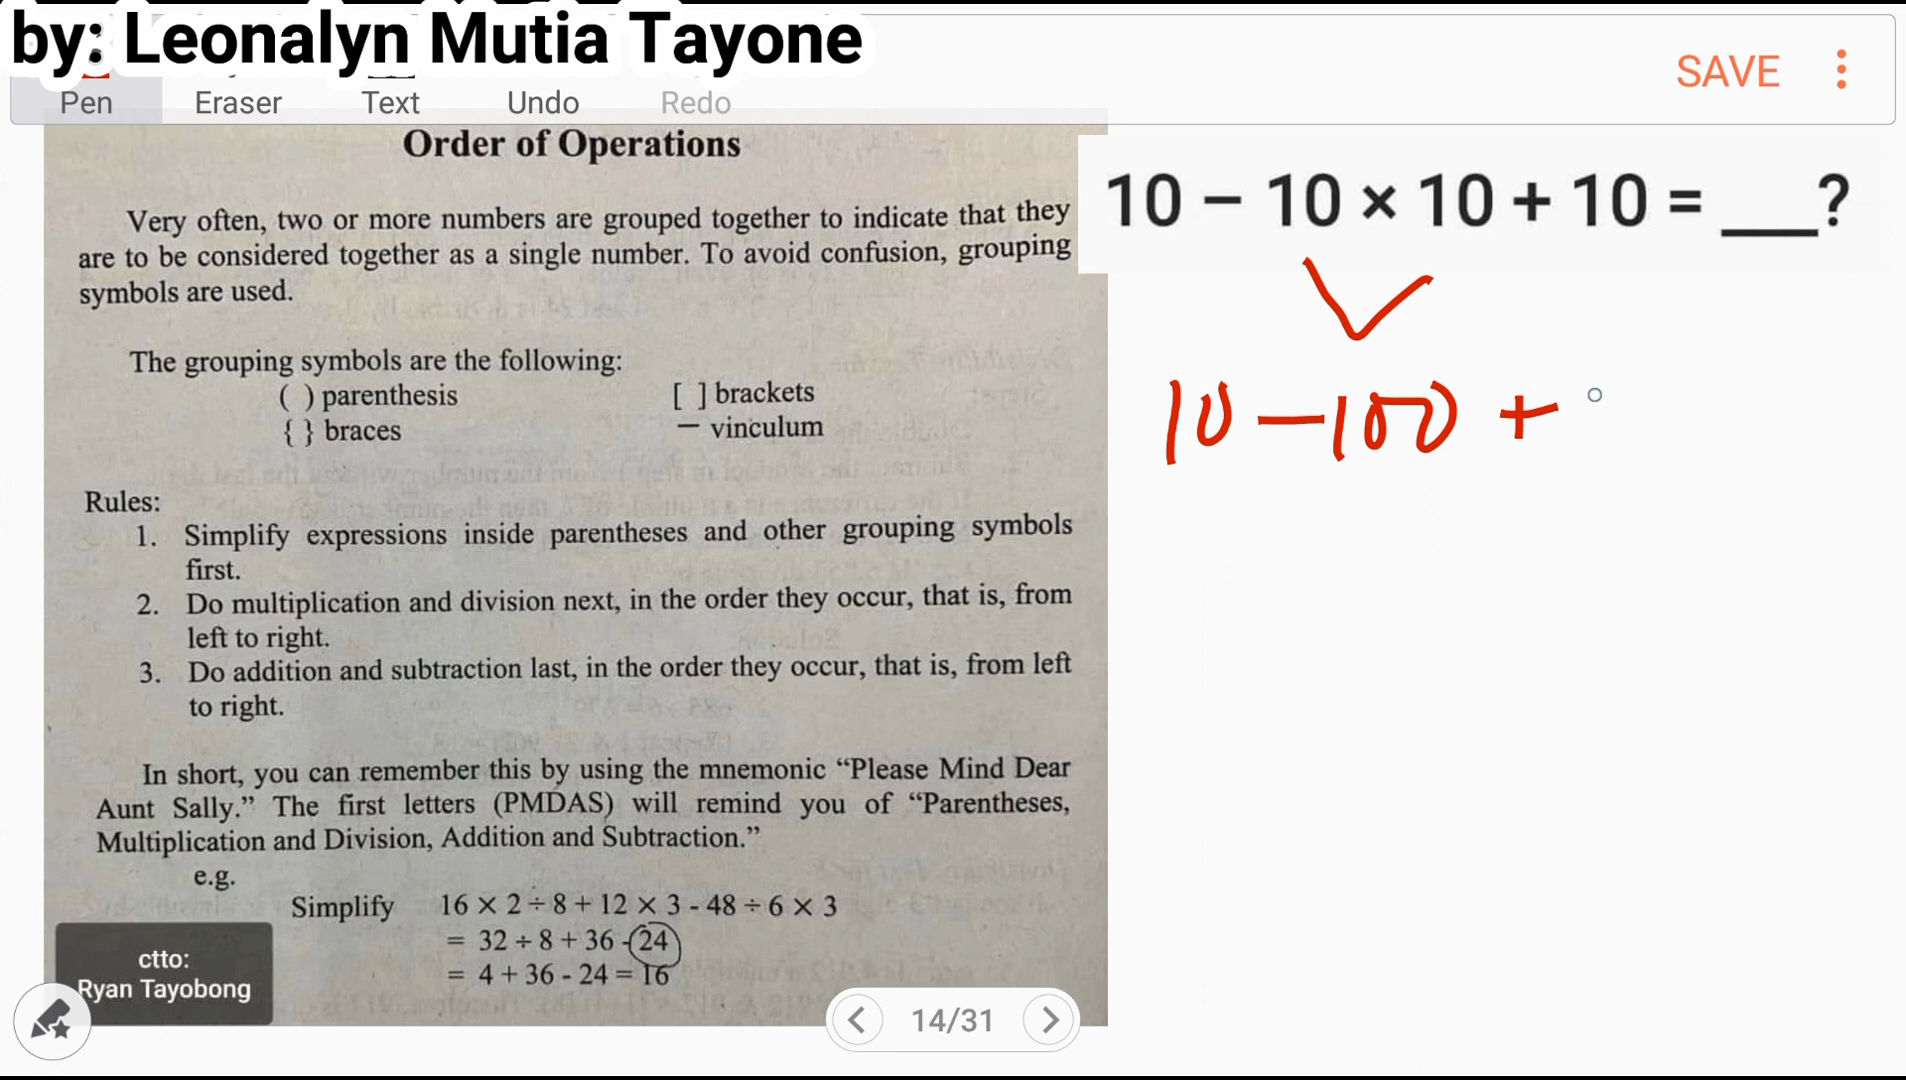 by: Leonalyn Mutia Tayone
SAVE
Pen Eraser Text Undo Redo
Order of Operations
Very often, two or more numbers are grouped together to indicate that they
are to be considered together as a single number. To avoid confusion, grouping
symbols are used.
The grouping symbols are the following:
( ) parenthesis [ ] brackets
{ } braces — vinculum
Rules:
1. Simplify expressions inside parentheses and other grouping symbols
first.
2. Do multiplication and division next, in the order they occur, that is, from
left to right.
3. Do addition and subtraction last, in the order they occur, that is, from left
to right.
In short, you can remember this by using the mnemonic “Please Mind Dear
Aunt Sally.” The first letters (PMDAS) will remind you of “Parentheses,
Multiplication and Division, Addition and Subtraction.”
e.g.
Simplify 16 × 2 ÷ 8 + 12 × 3 - 48 ÷ 6 × 3
= 32 ÷ 8 + 36 - 24
= 4 + 36 - 24 = 16
ctto:
Ryan Tayobong
14/31
10 − 10 × 10 + 10 = ___?
10 − 100 +